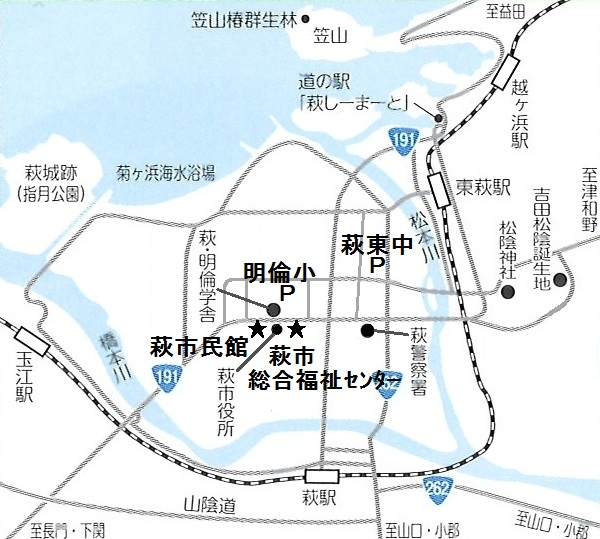 笠山椿群生林
笠山
至益田
道の駅
「萩しーまーと」
越ヶ浜駅
191
萩城跡
(指月公園)
菊ヶ浜海水浴場
東萩駅
至津和野
吉田松陰誕生地
松陰神社
松本川
萩・明倫学舎
明倫小
P
萩東中
P
萩市民館
★
★
萩市
総合福祉センター
萩警察署
萩市役所
橋本川
玉江駅
191
萩駅
262
山陰道
至長門・下関
至山口・小郡
至山口・小郡